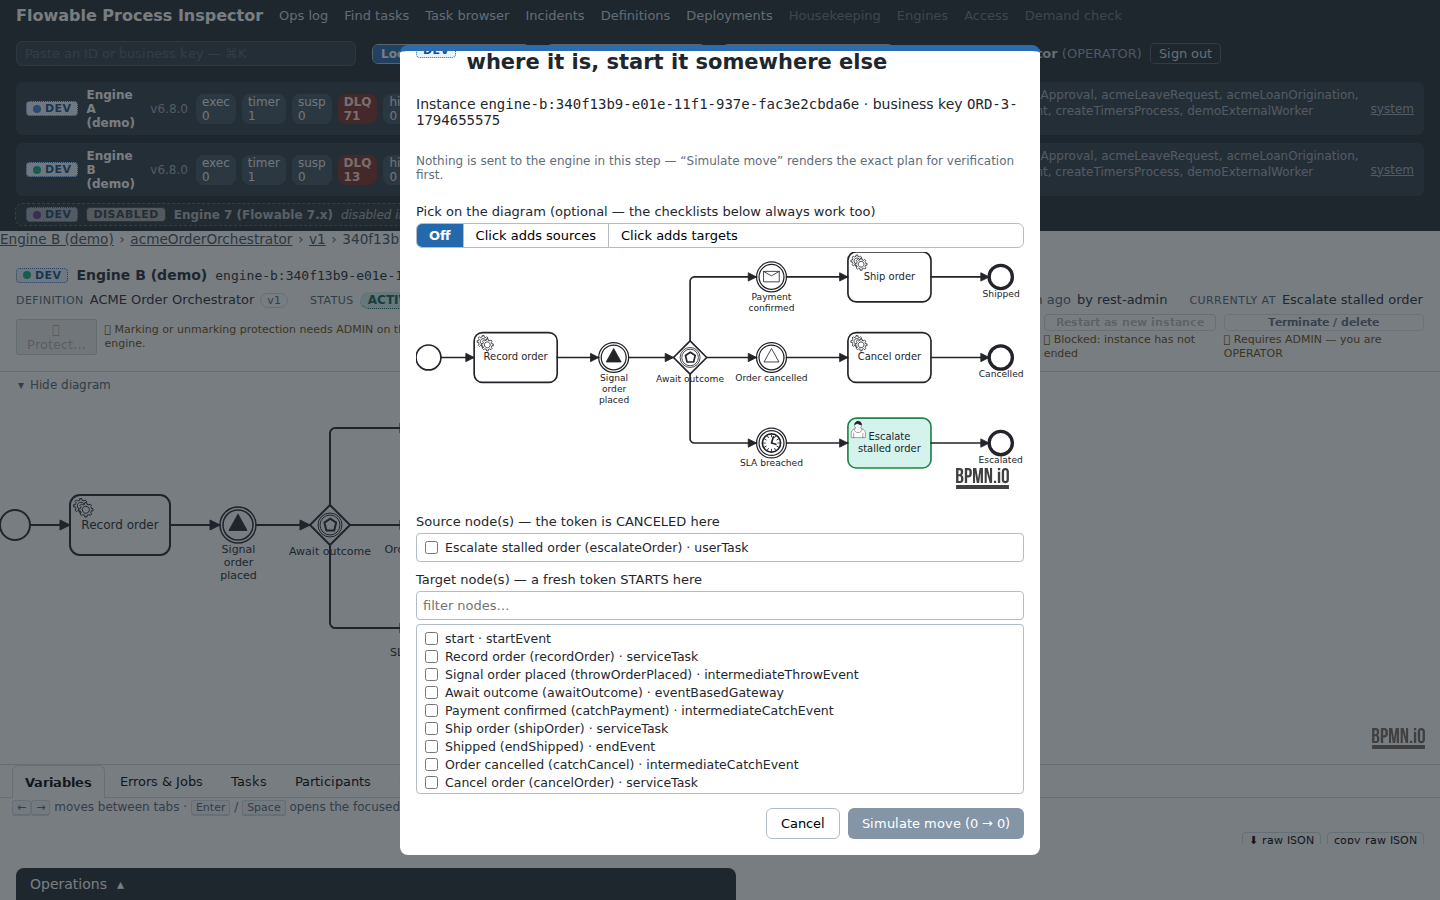 Flowable Process Inspector Ops log Find tasks Task browser Incidents Definitions Deployments Housekeeping Engines Access Demand check
Paste an ID or business key — ⌘K
(OPERATOR) Sign out
DEV Engine A (demo) v6.8.0 exec 0 timer 1 susp 0 DLQ 71
Approval, acmeLeaveRequest, acmeLoanOrigination,
createTimersProcess, demoExternalWorker system
DEV Engine B (demo) v6.8.0 exec 0 timer 1 susp 0 DLQ 13
Approval, acmeLeaveRequest, acmeLoanOrigination,
createTimersProcess, demoExternalWorker system
DEV DISABLED Engine 7 (Flowable 7.x) disabled
Engine B (demo) › acmeOrderOrchestrator › v1 › 340f13b
DEV Engine B (demo) engine-b:340f13b9-e01e-1
DEFINITION ACME Order Orchestrator v1 STATUS
ago by rest-admin CURRENTLY AT Escalate stalled order
Protect…
Marking or unmarking protection needs ADMIN on
engine.
Restart as new instance
Blocked: instance has not
ended
Terminate / delete
Requires ADMIN — you are
OPERATOR
▾ Hide diagram
Record order
Signal
order
placed
Await outcome
BPMN.iO
Variables Errors & Jobs Tasks Participants
← → moves between tabs · Enter / Space opens the focused
⬇ raw JSON copy raw JSON
Operations ▲
DEV
where it is, start it somewhere else
Instance engine-b:340f13b9-e01e-11f1-937e-fac3e2cbda6e · business key ORD-3-
1794655575
Nothing is sent to the engine in this step — “Simulate move” renders the exact plan for verification
first.
Pick on the diagram (optional — the checklists below always work too)
Off Click adds sources Click adds targets
Payment
confirmed
Ship order
Shipped
Record order
Signal
order
placed
Await outcome
Order cancelled
Cancel order
Cancelled
SLA breached
Escalate
stalled order
Escalated
BPMN.iO
Source node(s) — the token is CANCELED here
Escalate stalled order (escalateOrder) · userTask
Target node(s) — a fresh token STARTS here
filter nodes…
start · startEvent
Record order (recordOrder) · serviceTask
Signal order placed (throwOrderPlaced) · intermediateThrowEvent
Await outcome (awaitOutcome) · eventBasedGateway
Payment confirmed (catchPayment) · intermediateCatchEvent
Ship order (shipOrder) · serviceTask
Shipped (endShipped) · endEvent
Order cancelled (catchCancel) · intermediateCatchEvent
Cancel order (cancelOrder) · serviceTask
Cancel Simulate move (0 → 0)